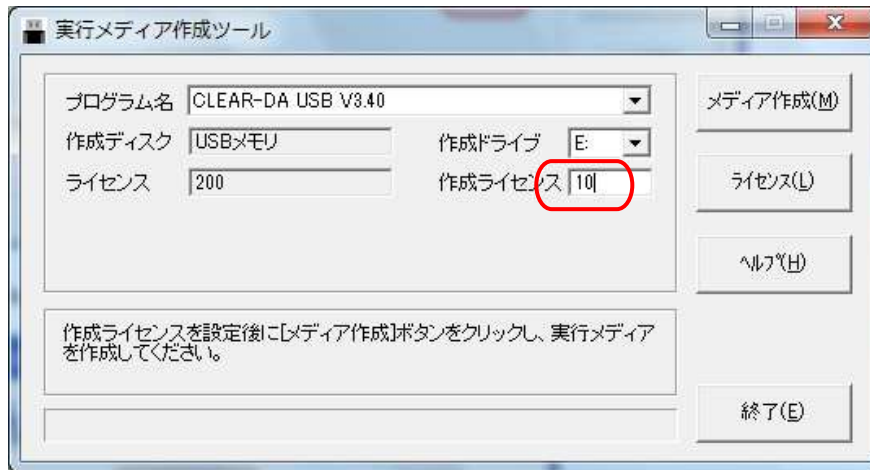 実行メディア作成ツール
プログラム名 CLEAR-DA USB V3.40
メディア作成(M)
作成ディスク USBメモリ 作成ドライブ E:
ライセンス 200 作成ライセンス 10
ライセンス(L)
ヘルプ(H)
作成ライセンスを設定後に[メディア作成]ボタンをクリックし、実行メディア
を作成してください。
終了(E)